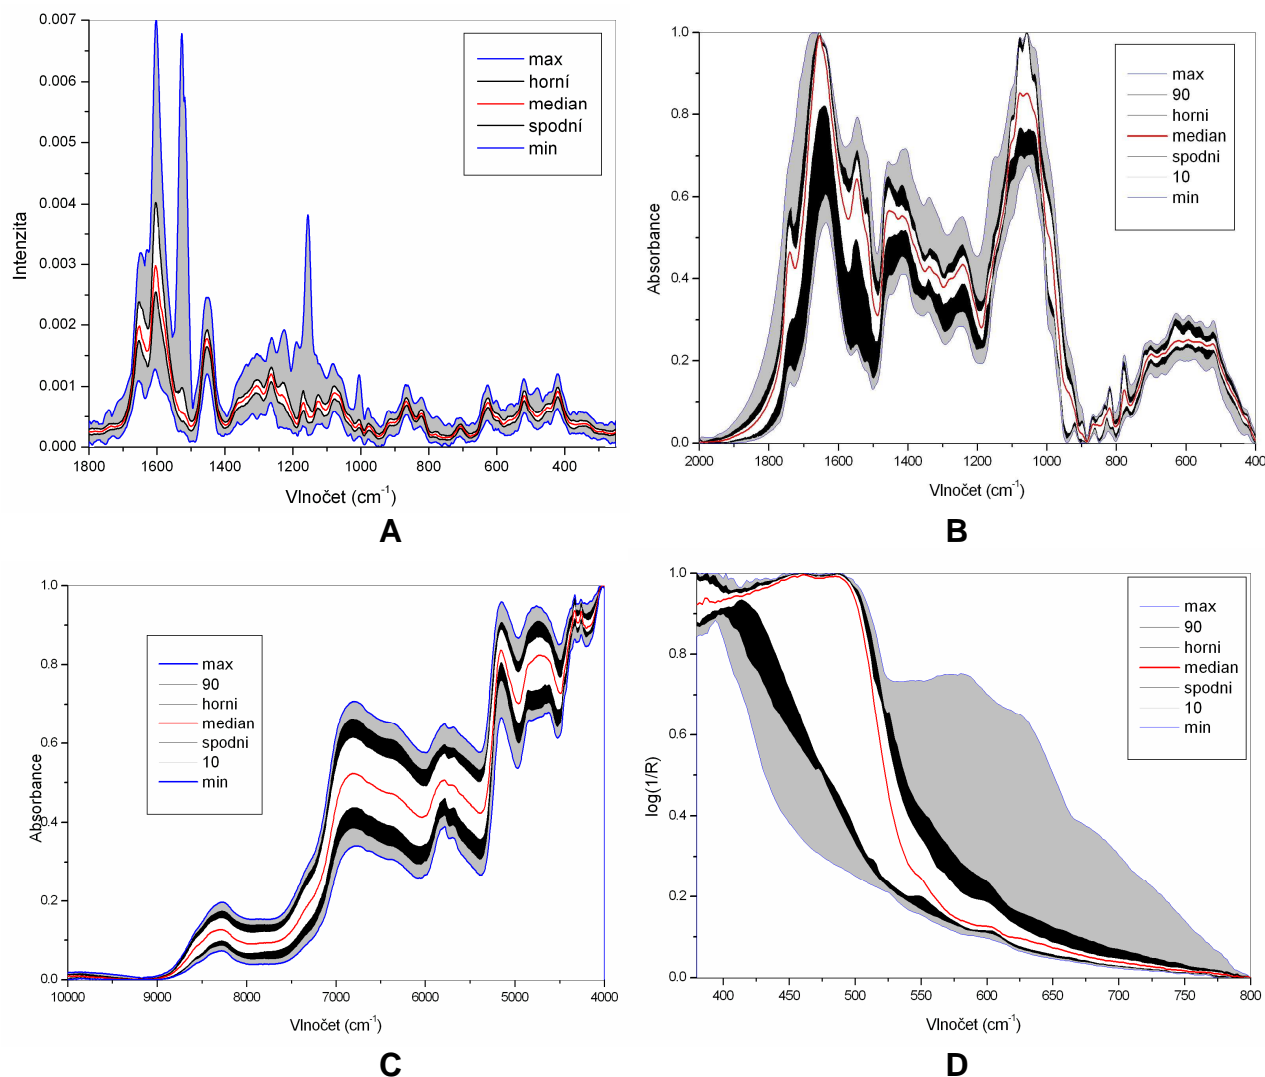 0.007
0.006
0.005
0.004
0.003
0.002
0.001
0.000
Intenzita
1800 1600 1400 1200 1000 800 600 400
Vlnočet (cm⁻¹)
max
horní
median
spodní
min
A
1.0
0.8
0.6
0.4
0.2
0.0
Absorbance
2000 1800 1600 1400 1200 1000 800 600 400
Vlnočet (cm⁻¹)
max
90
horni
median
spodni
10
min
B
1.0
0.8
0.6
0.4
0.2
0.0
Absorbance
10000 9000 8000 7000 6000 5000 4000
Vlnočet (cm⁻¹)
max
90
horni
median
spodni
10
min
C
1.0
0.8
0.6
0.4
0.2
0.0
log(1/R)
400 450 500 550 600 650 700 750 800
Vlnočet (cm⁻¹)
max
90
horni
median
spodni
10
min
D